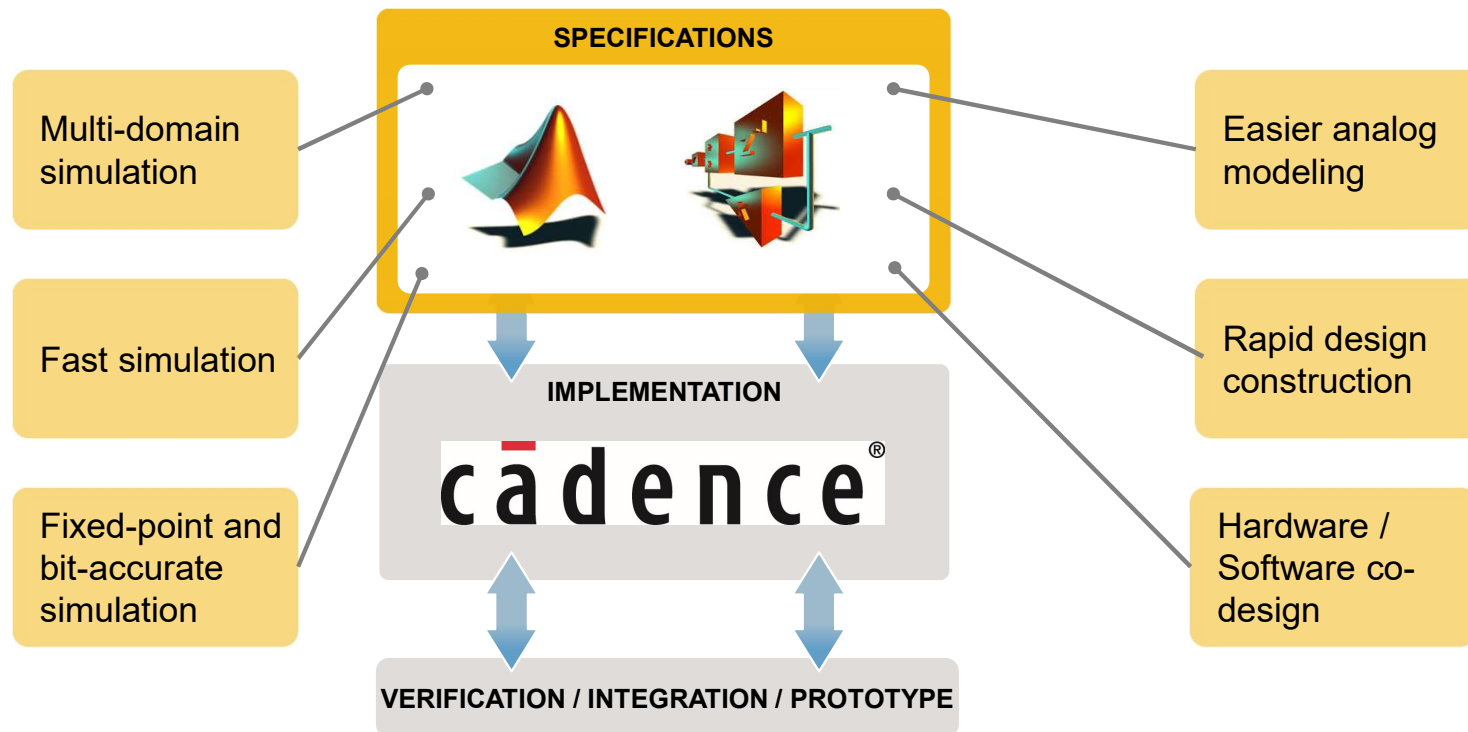 SPECIFICATIONS
Multi-domain
simulation
Fast simulation
Fixed-point and
bit-accurate
simulation
Easier analog
modeling
Rapid design
construction
Hardware /
Software co-
design
IMPLEMENTATION
cādence®
VERIFICATION / INTEGRATION / PROTOTYPE